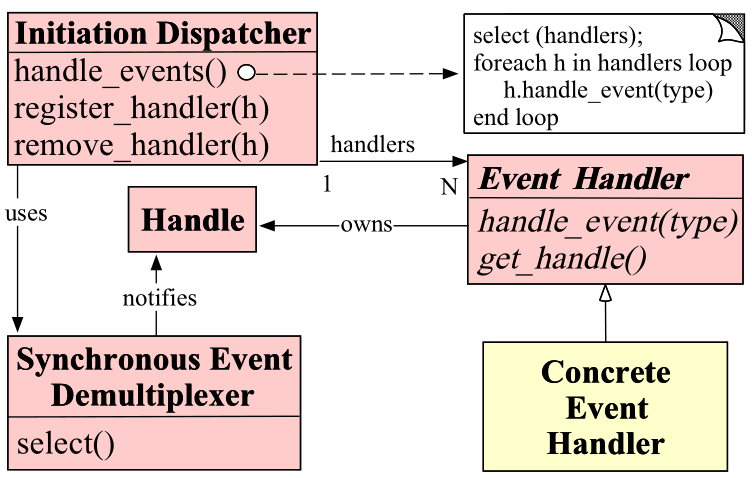 Initiation Dispatcher
handle_events()
register_handler(h)
remove_handler(h)
select (handlers);
foreach h in handlers loop
h.handle_event(type)
end loop
handlers
1
N
uses
Handle
owns
Event Handler
handle_event(type)
get_handle()
notifies
Synchronous Event
Demultiplexer
select()
Concrete
Event
Handler